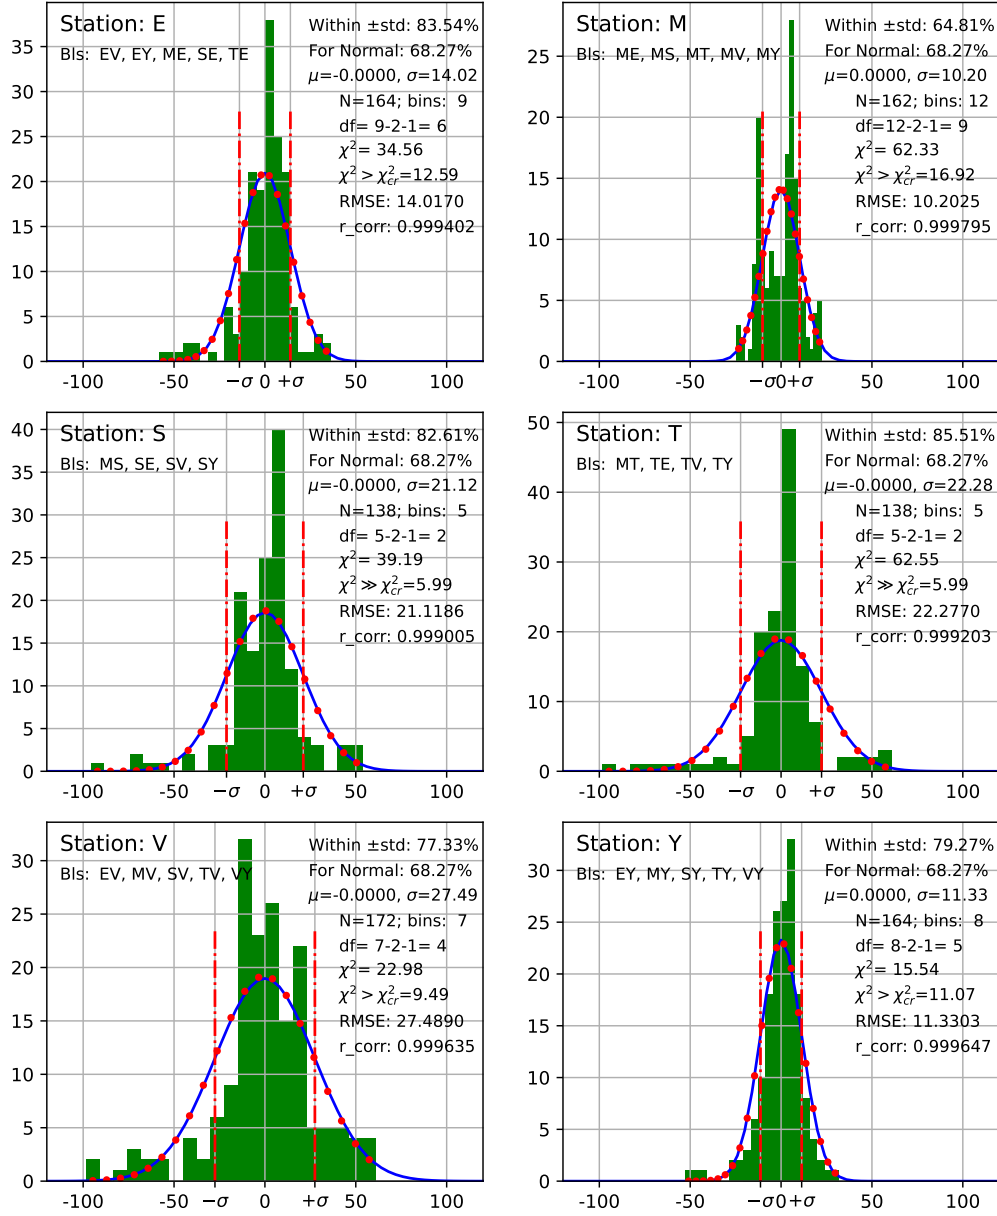 Station: E
Bls: EV, EY, ME, SE, TE
Within ±std: 83.54%
For Normal: 68.27%
μ=-0.0000, σ=14.02
N=164; bins: 9
df= 9-2-1= 6
χ²= 34.56
χ² > χ²cr=12.59
RMSE: 14.0170
r_corr: 0.999402
35
30
25
20
15
10
5
0
-100 -50 −σ 0 +σ 50 100
Station: M
Bls: ME, MS, MT, MV, MY
Within ±std: 64.81%
For Normal: 68.27%
μ=0.0000, σ=10.20
N=162; bins: 12
df=12-2-1= 9
χ²= 62.33
χ² > χ²cr=16.92
RMSE: 10.2025
r_corr: 0.999795
25
20
15
10
5
0
-100 -50 −σ 0 +σ 50 100
Station: S
Bls: MS, SE, SV, SY
Within ±std: 82.61%
For Normal: 68.27%
μ=-0.0000, σ=21.12
N=138; bins: 5
df= 5-2-1= 2
χ²= 39.19
χ² ≫ χ²cr=5.99
RMSE: 21.1186
r_corr: 0.999005
40
35
30
25
20
15
10
5
0
-100 -50 −σ 0 +σ 50 100
Station: T
Bls: MT, TE, TV, TY
Within ±std: 85.51%
For Normal: 68.27%
μ=-0.0000, σ=22.28
N=138; bins: 5
df= 5-2-1= 2
χ²= 62.55
χ² ≫ χ²cr=5.99
RMSE: 22.2770
r_corr: 0.999203
50
40
30
20
10
0
-100 -50 −σ 0 +σ 50 100
Station: V
Bls: EV, MV, SV, TV, VY
Within ±std: 77.33%
For Normal: 68.27%
μ=-0.0000, σ=27.49
N=172; bins: 7
df= 7-2-1= 4
χ²= 22.98
χ² > χ²cr=9.49
RMSE: 27.4890
r_corr: 0.999635
30
25
20
15
10
5
0
-100 -50 −σ 0 +σ 50 100
Station: Y
Bls: EY, MY, SY, TY, VY
Within ±std: 79.27%
For Normal: 68.27%
μ=0.0000, σ=11.33
N=164; bins: 8
df= 8-2-1= 5
χ²= 15.54
χ² > χ²cr=11.07
RMSE: 11.3303
r_corr: 0.999647
30
25
20
15
10
5
0
-100 -50 −σ 0 +σ 50 100